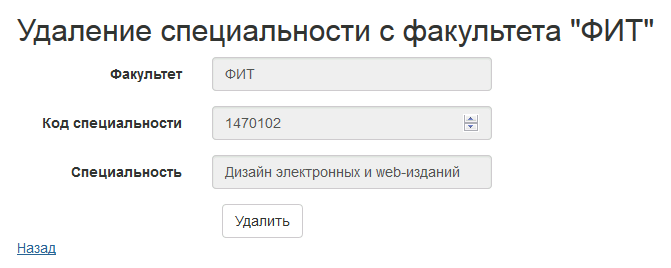 Удаление специальности с факультета "ФИТ"
Факультет ФИТ
Код специальности 1470102
Специальность Дизайн электронных и web-изданий
Удалить
Назад